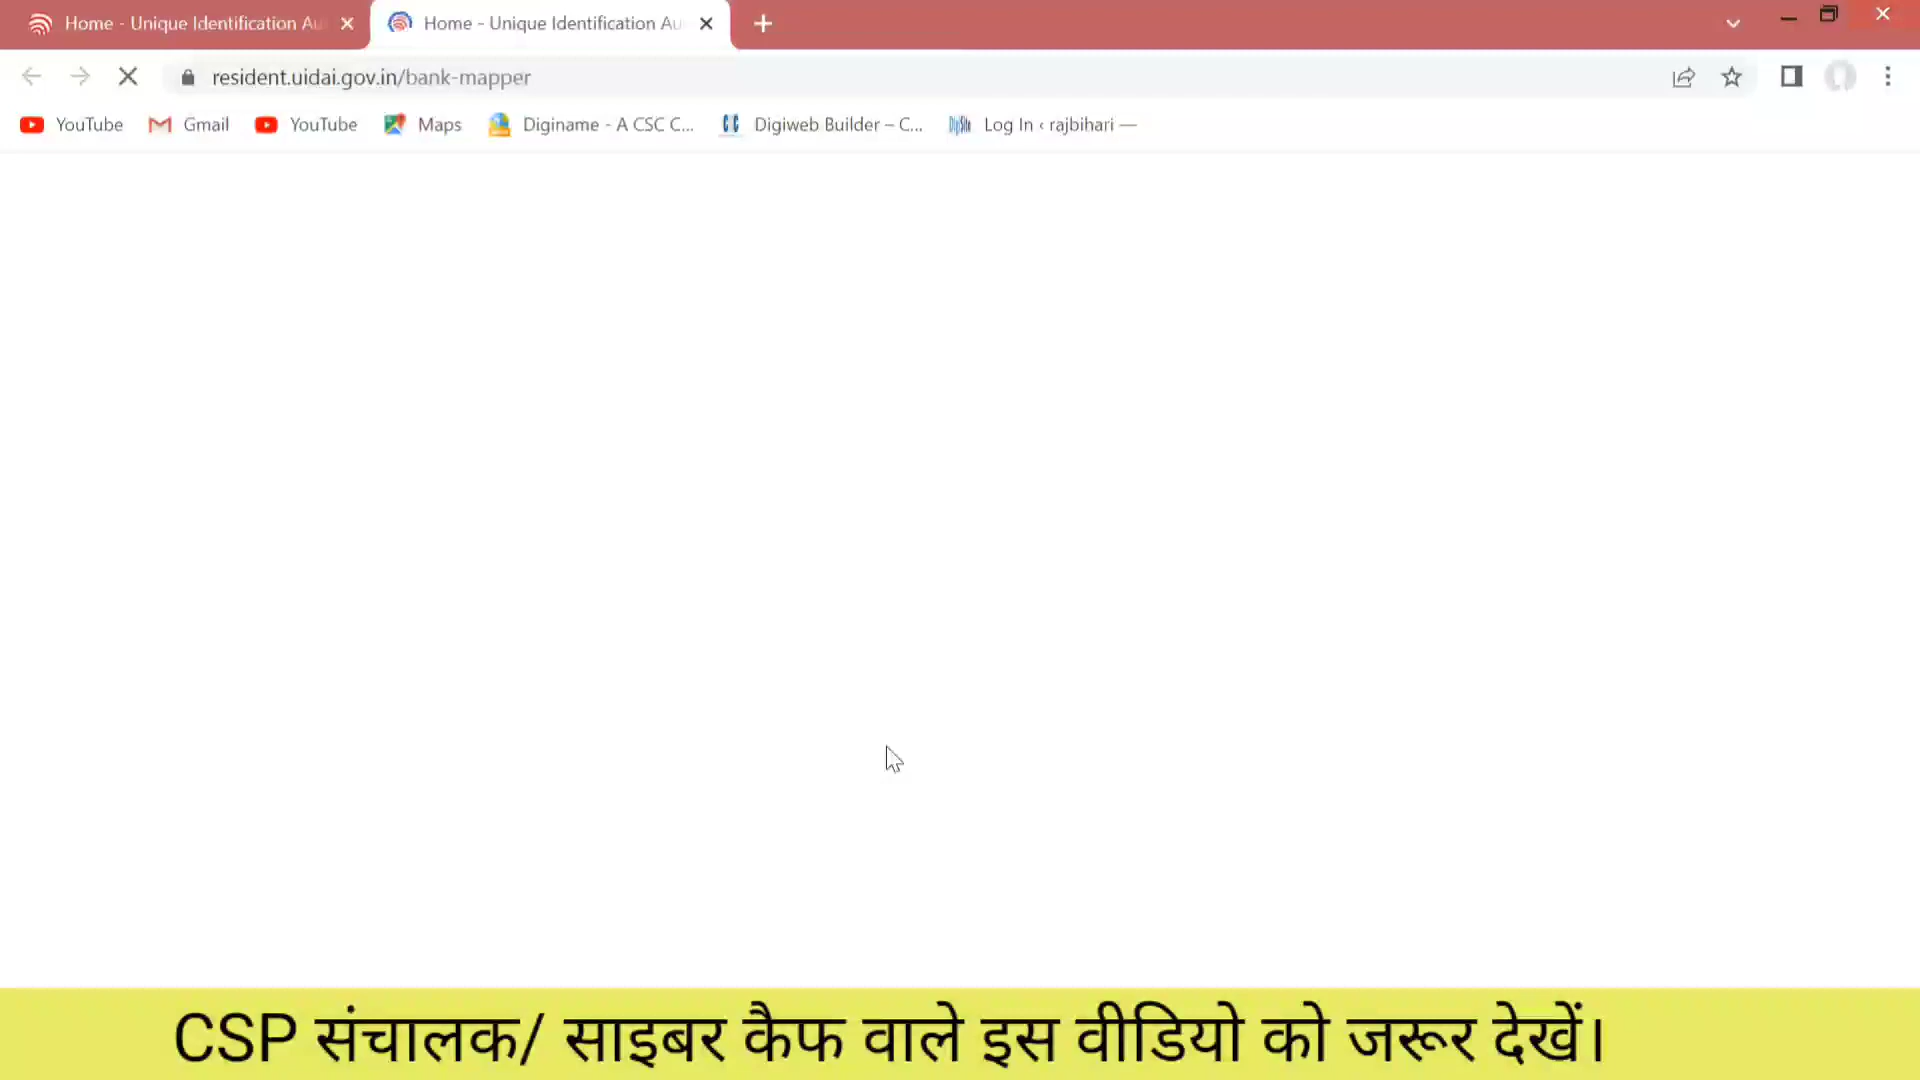 Home - Unique Identification Au
Home - Unique Identification Au
resident.uidai.gov.in/bank-mapper
YouTube Gmail YouTube Maps Diginame - A CSC C... Digiweb Builder – C... Log In ‹ rajbihari —
CSP संचालक/ साइबर कैफ वाले इस वीडियो को जरूर देखें।